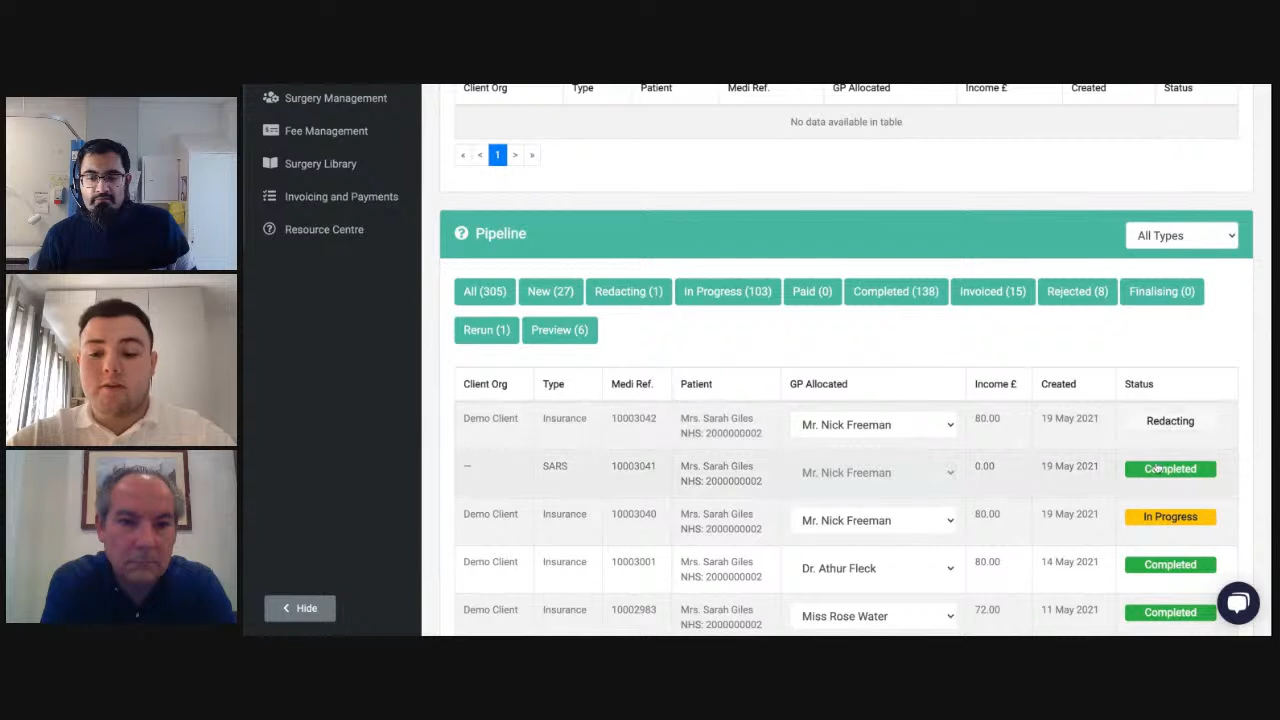 Surgery Management
Fee Management
Surgery Library
Invoicing and Payments
Resource Centre
Hide
Client Org Type Patient Medi Ref. GP Allocated Income £ Created Status
No data available in table
« < 1 > »
Pipeline All Types
All (305) New (27) Redacting (1) In Progress (103) Paid (0) Completed (138) Invoiced (15) Rejected (8) Finalising (0)
Rerun (1) Preview (6)
Client Org Type Medi Ref. Patient GP Allocated Income £ Created Status
Demo Client Insurance 10003042 Mrs. Sarah Giles Mr. Nick Freeman 80.00 19 May 2021 Redacting
NHS: 2000000002
— SARS 10003041 Mrs. Sarah Giles Mr. Nick Freeman 0.00 19 May 2021 Completed
NHS: 2000000002
Demo Client Insurance 10003040 Mrs. Sarah Giles Mr. Nick Freeman 80.00 19 May 2021 In Progress
NHS: 2000000002
Demo Client Insurance 10003001 Mrs. Sarah Giles Dr. Athur Fleck 80.00 14 May 2021 Completed
NHS: 2000000002
Demo Client Insurance 10002983 Mrs. Sarah Giles Miss Rose Water 72.00 11 May 2021 Completed
NHS: 2000000002